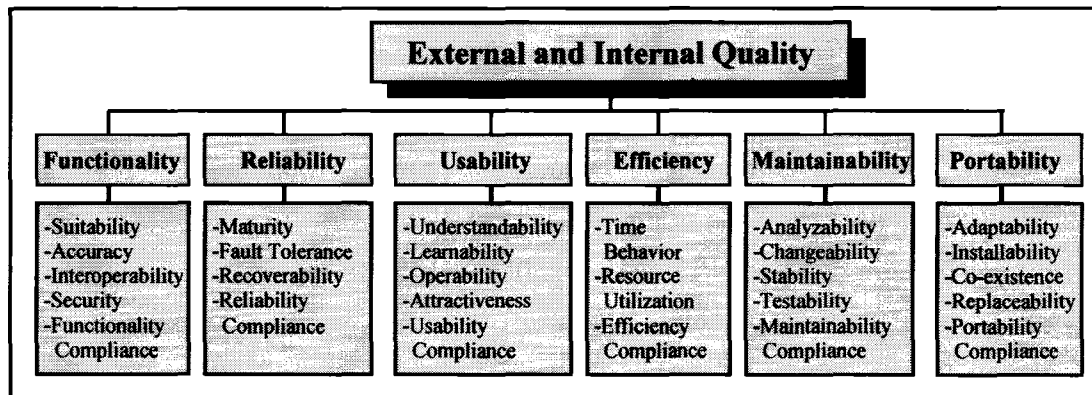 External and Internal Quality
Functionality
-Suitability
-Accuracy
-Interoperability
-Security
-Functionality
Compliance
Reliability
-Maturity
-Fault Tolerance
-Recoverability
-Reliability
Compliance
Usability
-Understandability
-Learnability
-Operability
-Attractiveness
-Usability
Compliance
Efficiency
-Time
Behavior
-Resource
Utilization
-Efficiency
Compliance
Maintainability
-Analyzability
-Changeability
-Stability
-Testability
-Maintainability
Compliance
Portability
-Adaptability
-Installability
-Co-existence
-Replaceability
-Portability
Compliance